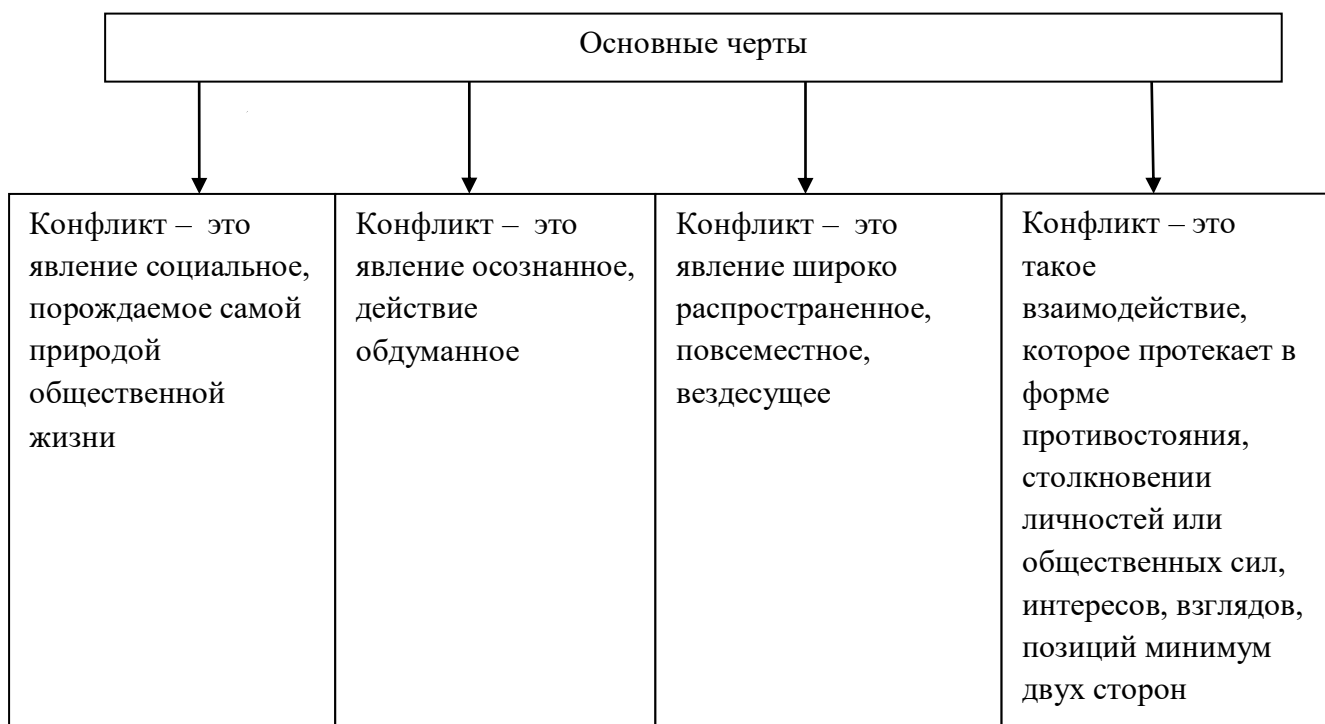 Основные черты
Конфликт – это
явление социальное,
порождаемое самой
природой
общественной
жизни
Конфликт – это
явление осознанное,
действие
обдуманное
Конфликт – это
явление широко
распространенное,
повсеместное,
вездесущее
Конфликт – это
такое
взаимодействие,
которое протекает в
форме
противостояния,
столкновении
личностей или
общественных сил,
интересов, взглядов,
позиций минимум
двух сторон